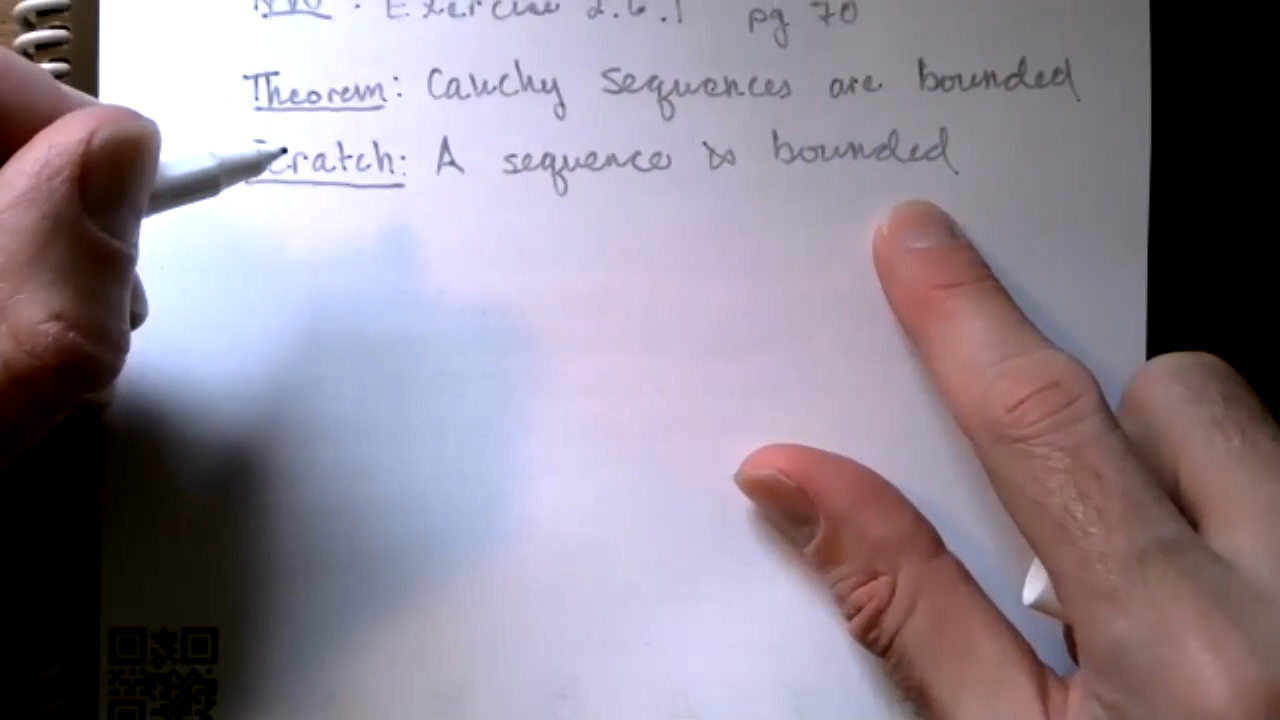 : Exercise 2.6.1 pg 70
Theorem: Cauchy sequences are bounded
Scratch: A sequence is bounded